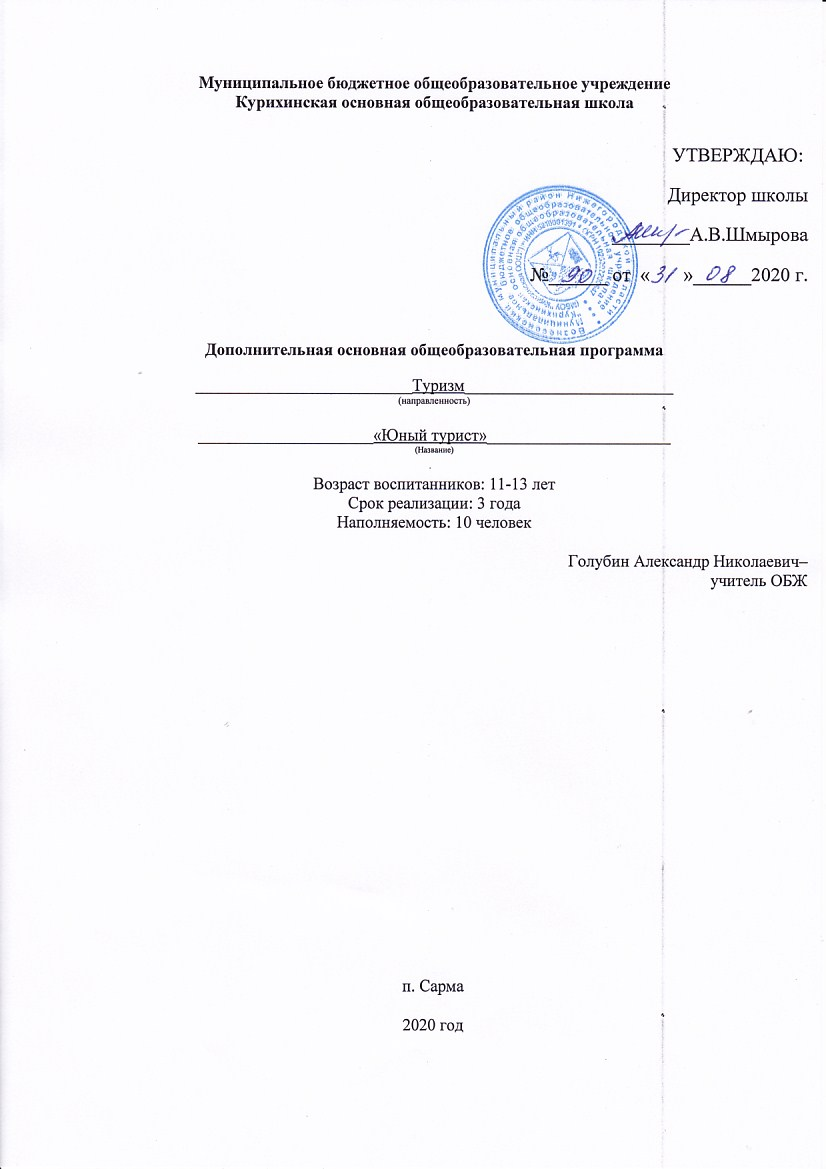 Муниципальное бюджетное общеобразовательное учреждение
Курихинская основная общеобразовательная школа
УТВЕРЖДАЮ:
Директор школы
________А.В.Шмырова
№ 90 от «31 » 08 2020 г.
Дополнительная основная общеобразовательная программа
Туризм
(направленность)
«Юный турист»
(Название)
Возраст воспитанников: 11-13 лет
Срок реализации: 3 года
Наполняемость: 10 человек
Голубин Александр Николаевич–
учитель ОБЖ
п. Сарма
2020 год